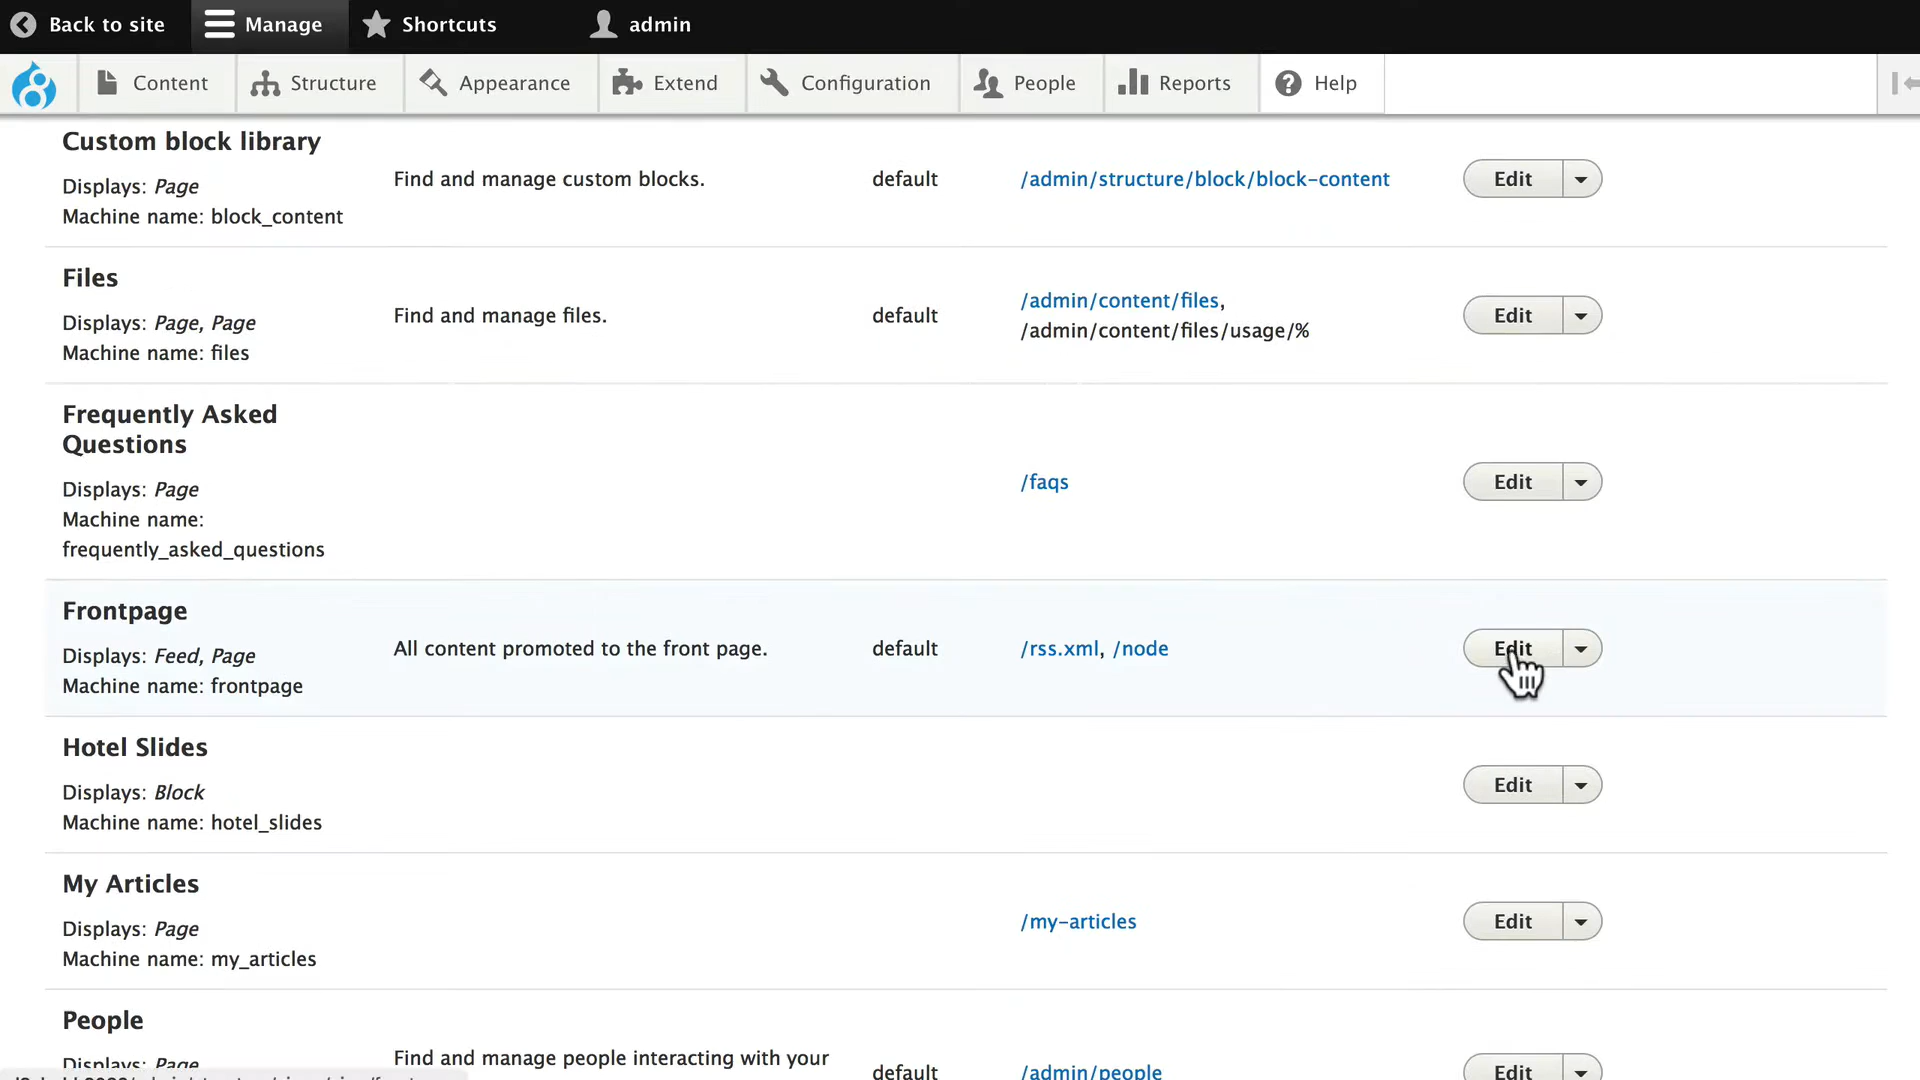 Back to site
Manage
Shortcuts
admin
Content
Structure
Appearance
Extend
Configuration
People
Reports
Help
Custom block library
Displays: Page
Machine name: block_content
Find and manage custom blocks.
default
/admin/structure/block/block-content
Edit
Files
Displays: Page, Page
Machine name: files
Find and manage files.
default
/admin/content/files,
/admin/content/files/usage/%
Edit
Frequently Asked
Questions
Displays: Page
Machine name:
frequently_asked_questions
/faqs
Edit
Frontpage
Displays: Feed, Page
Machine name: frontpage
All content promoted to the front page.
default
/rss.xml, /node
Edit
Hotel Slides
Displays: Block
Machine name: hotel_slides
Edit
My Articles
Displays: Page
Machine name: my_articles
/my-articles
Edit
People
Displays: Page
Find and manage people interacting with your
default
/admin/people
Edit